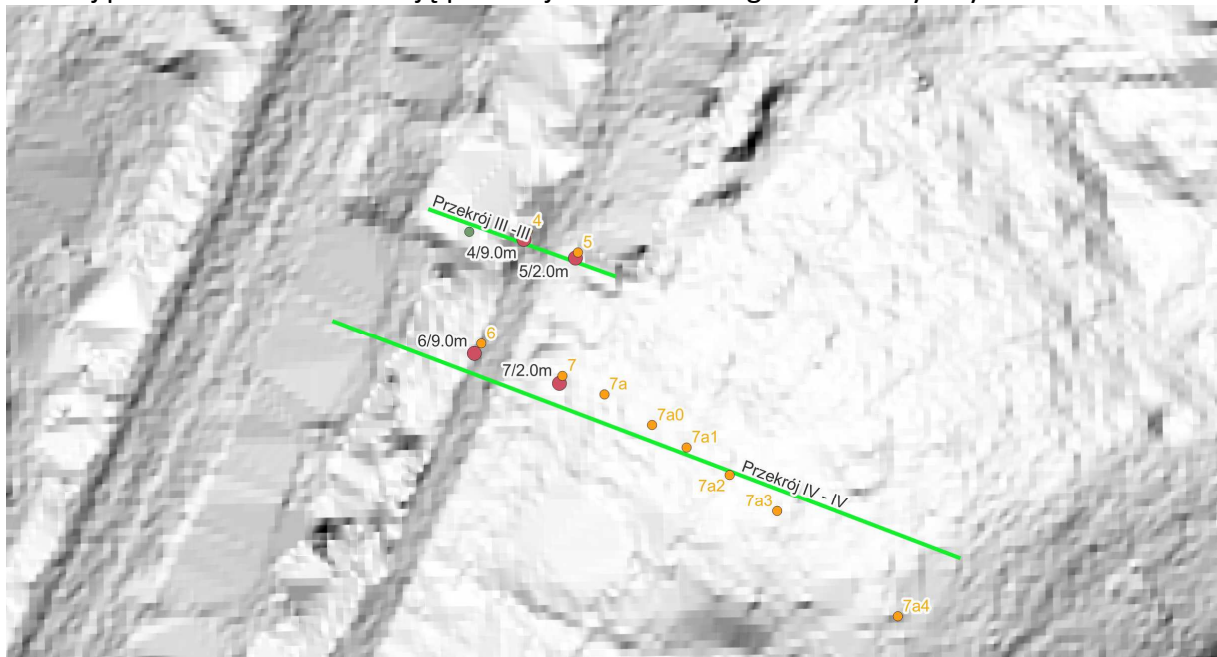 Przekrój III -III
4
5
4/9.0m
5/2.0m
6
6/9.0m
7
7/2.0m
7a
7a0
7a1
Przekrój IV - IV
7a2
7a3
7a4